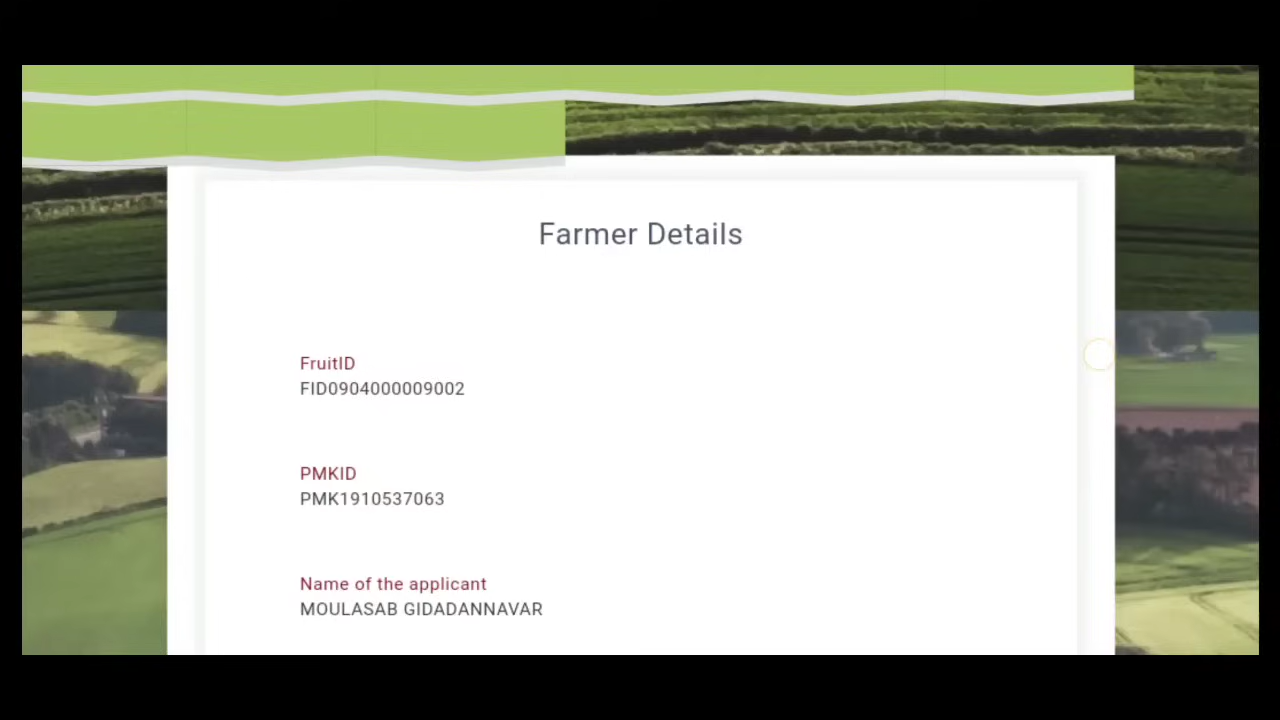 Farmer Details
FruitID
FID0904000009002
PMKID
PMK1910537063
Name of the applicant
MOULASAB GIDADANNAVAR